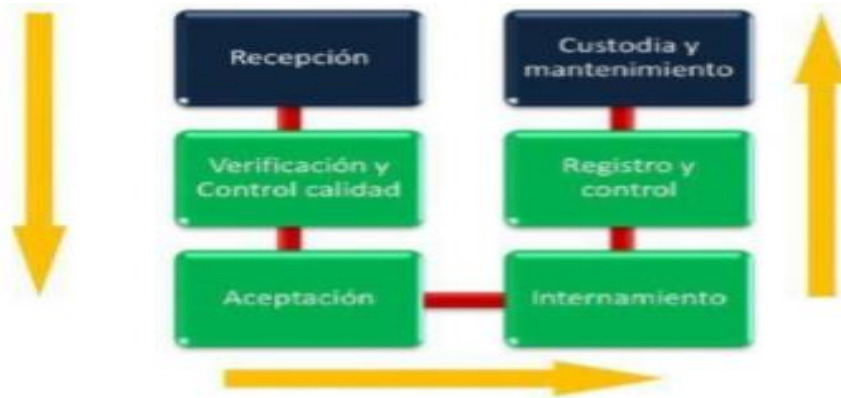 Recepción
Verificación y
Control calidad
Aceptación
Internamiento
Registro y
control
Custodia y
mantenimiento